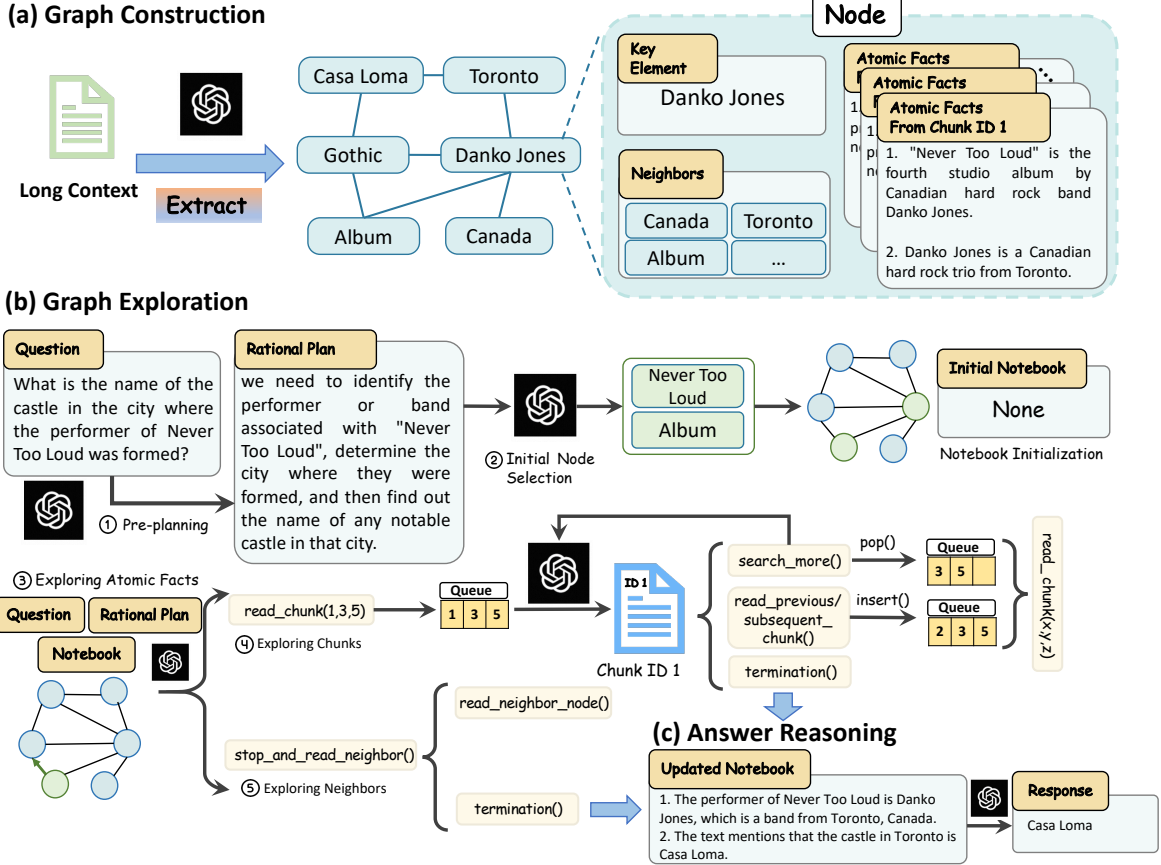 (a) Graph Construction
Long Context
Extract
Casa Loma
Toronto
Gothic
Danko Jones
Album
Canada
Node
Key
Element
Danko Jones
Neighbors
Canada
Toronto
Album
...
Atomic Facts
Atomic Facts
Atomic Facts
From Chunk ID 1
1. "Never Too Loud" is the
fourth studio album by
Canadian hard rock band
Danko Jones.
2. Danko Jones is a Canadian
hard rock trio from Toronto.
(b) Graph Exploration
Question
What is the name of the
castle in the city where
the performer of Never
Too Loud was formed?
① Pre-planning
Rational Plan
we need to identify the
performer or band
associated with "Never
Too Loud", determine the
city where they were
formed, and then find out
the name of any notable
castle in that city.
② Initial Node
Selection
Never Too
Loud
Album
Initial Notebook
None
Notebook Initialization
③ Exploring Atomic Facts
Question
Rational Plan
Notebook
read_chunk(1,3,5)
④ Exploring Chunks
Queue
1 3 5
ID 1
Chunk ID 1
search_more()
pop()
Queue
3 5
read_previous/
subsequent_
chunk()
insert()
Queue
2 3 5
termination()
read_chunk(x,y,z)
stop_and_read_neighbor()
⑤ Exploring Neighbors
read_neighbor_node()
termination()
(c) Answer Reasoning
Updated Notebook
1. The performer of Never Too Loud is Danko
Jones, which is a band from Toronto, Canada.
2. The text mentions that the castle in Toronto is
Casa Loma.
Response
Casa Loma